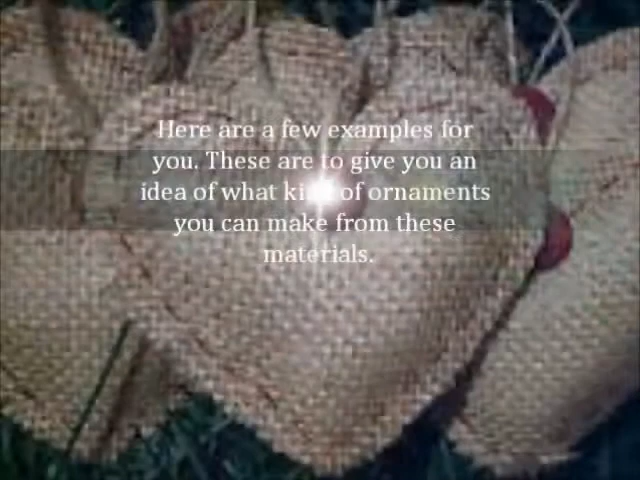 Here are a few examples for
you. These are to give you an
idea of what kind of ornaments
you can make from these
materials.